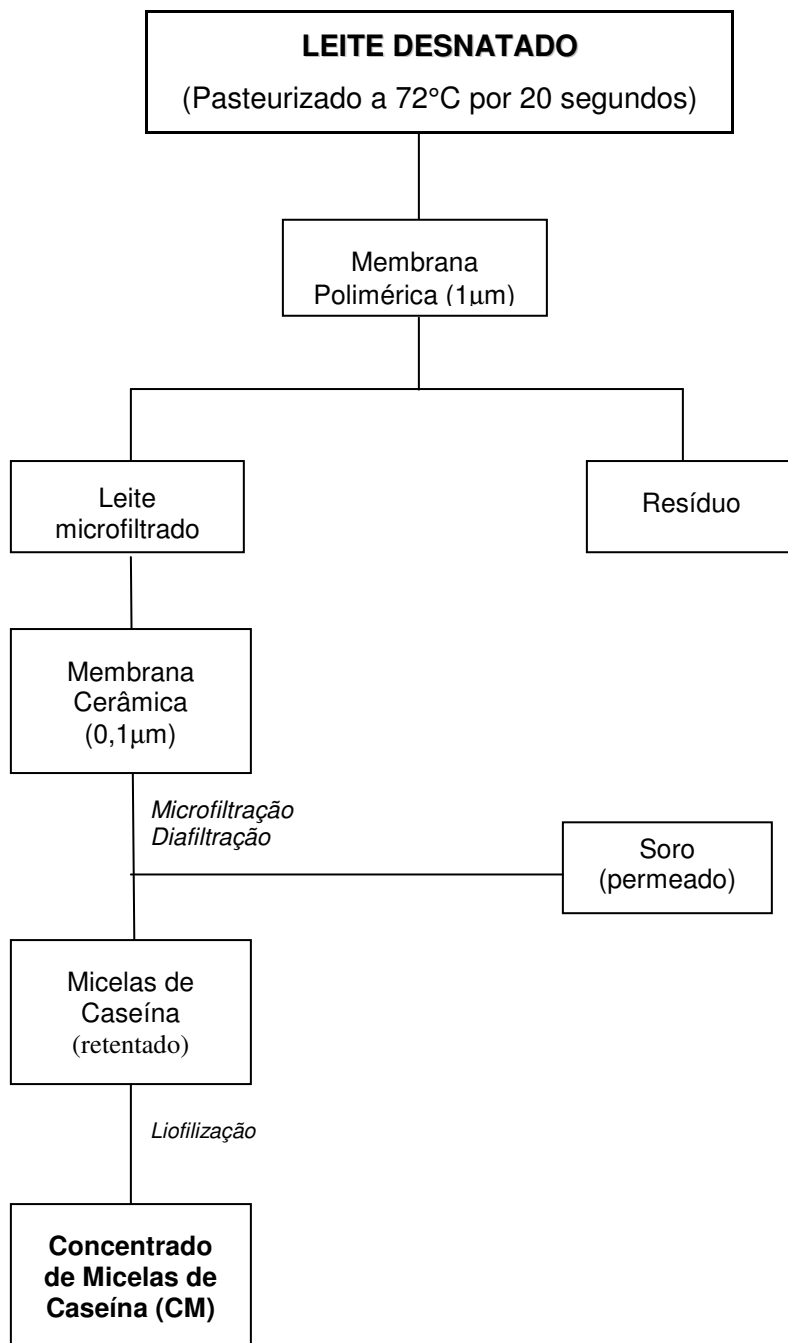 LEITE DESNATADO
(Pasteurizado a 72°C por 20 segundos)
Membrana
Polimérica (1μm)
Leite
microfiltrado
Resíduo
Membrana
Cerâmica
(0,1μm)
Microfiltração
Diafiltração
Soro
(permeado)
Micelas de
Caseína
(retentado)
Liofilização
Concentrado
de Micelas de
Caseína (CM)